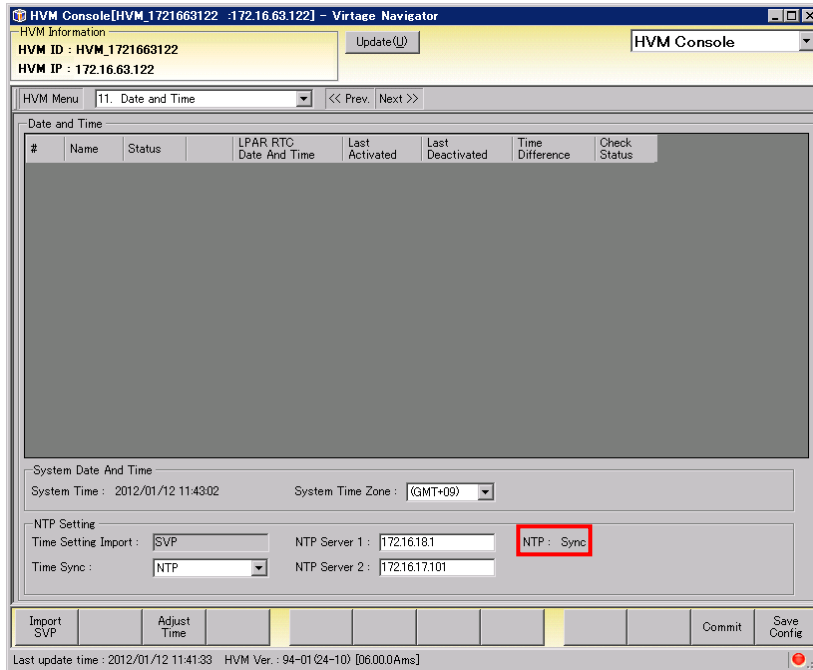 HVM Console[HVM_1721663122 :172.16.63.122] - Virtage Navigator
HVM Information
HVM ID : HVM_1721663122
HVM IP : 172.16.63.122
Update(U)
HVM Console
HVM Menu 11. Date and Time << Prev. Next >>
Date and Time
# Name Status LPAR RTC Date And Time Last Activated Last Deactivated Time Difference Check Status
System Date And Time
System Time : 2012/01/12 11:43:02 System Time Zone : (GMT+09)
NTP Setting
Time Setting Import : SVP NTP Server 1 : 172.16.18.1 NTP : Sync
Time Sync : NTP NTP Server 2 : 172.16.17.101
Import SVP Adjust Time Commit Save Config
Last update time : 2012/01/12 11:41:33 HVM Ver. : 94-01(24-10) [06.00.0Ams]